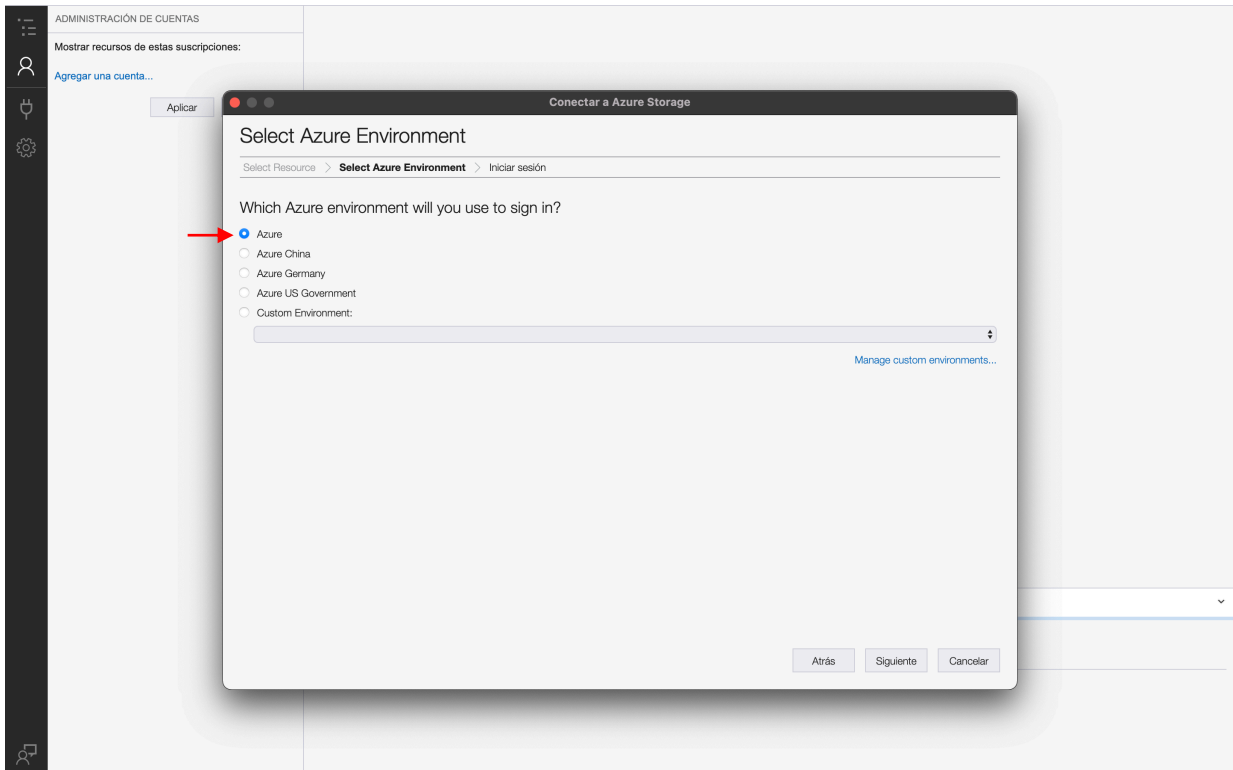 ADMINISTRACIÓN DE CUENTAS
Mostrar recursos de estas suscripciones:
Agregar una cuenta...
Aplicar
Conectar a Azure Storage
Select Azure Environment
Select Resource > Select Azure Environment > Iniciar sesión
Which Azure environment will you use to sign in?
Azure
Azure China
Azure Germany
Azure US Government
Custom Environment:
Manage custom environments...
Atrás Siguiente Cancelar